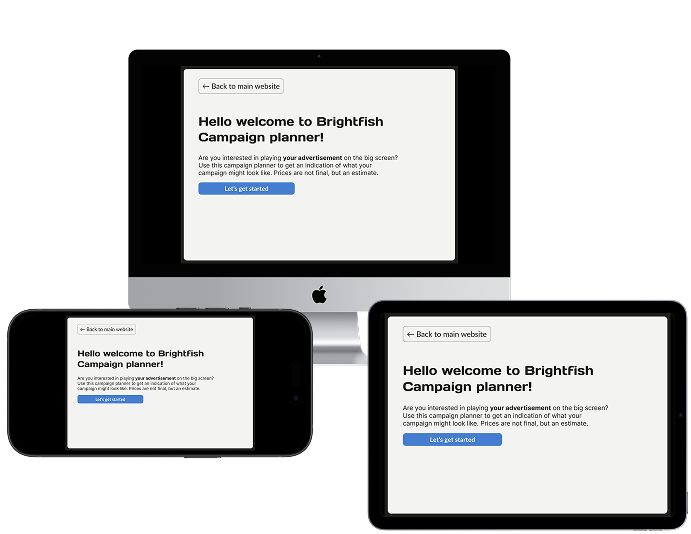 ← Back to main website
Hello welcome to Brightfish
Campaign planner!
Are you interested in playing your advertisement on the big screen?
Use this campaign planner to get an indication of what your
campaign might look like. Prices are not final, but an estimate.
Let's get started
← Back to main website
Hello welcome to Brightfish
Campaign planner!
Are you interested in playing your advertisement on the big screen?
Use this campaign planner to get an indication of what your
campaign might look like. Prices are not final, but an estimate.
Let's get started
← Back to main website
Hello welcome to Brightfish
Campaign planner!
Are you interested in playing your advertisement on the big screen?
Use this campaign planner to get an indication of what your
campaign might look like. Prices are not final, but an estimate.
Let's get started